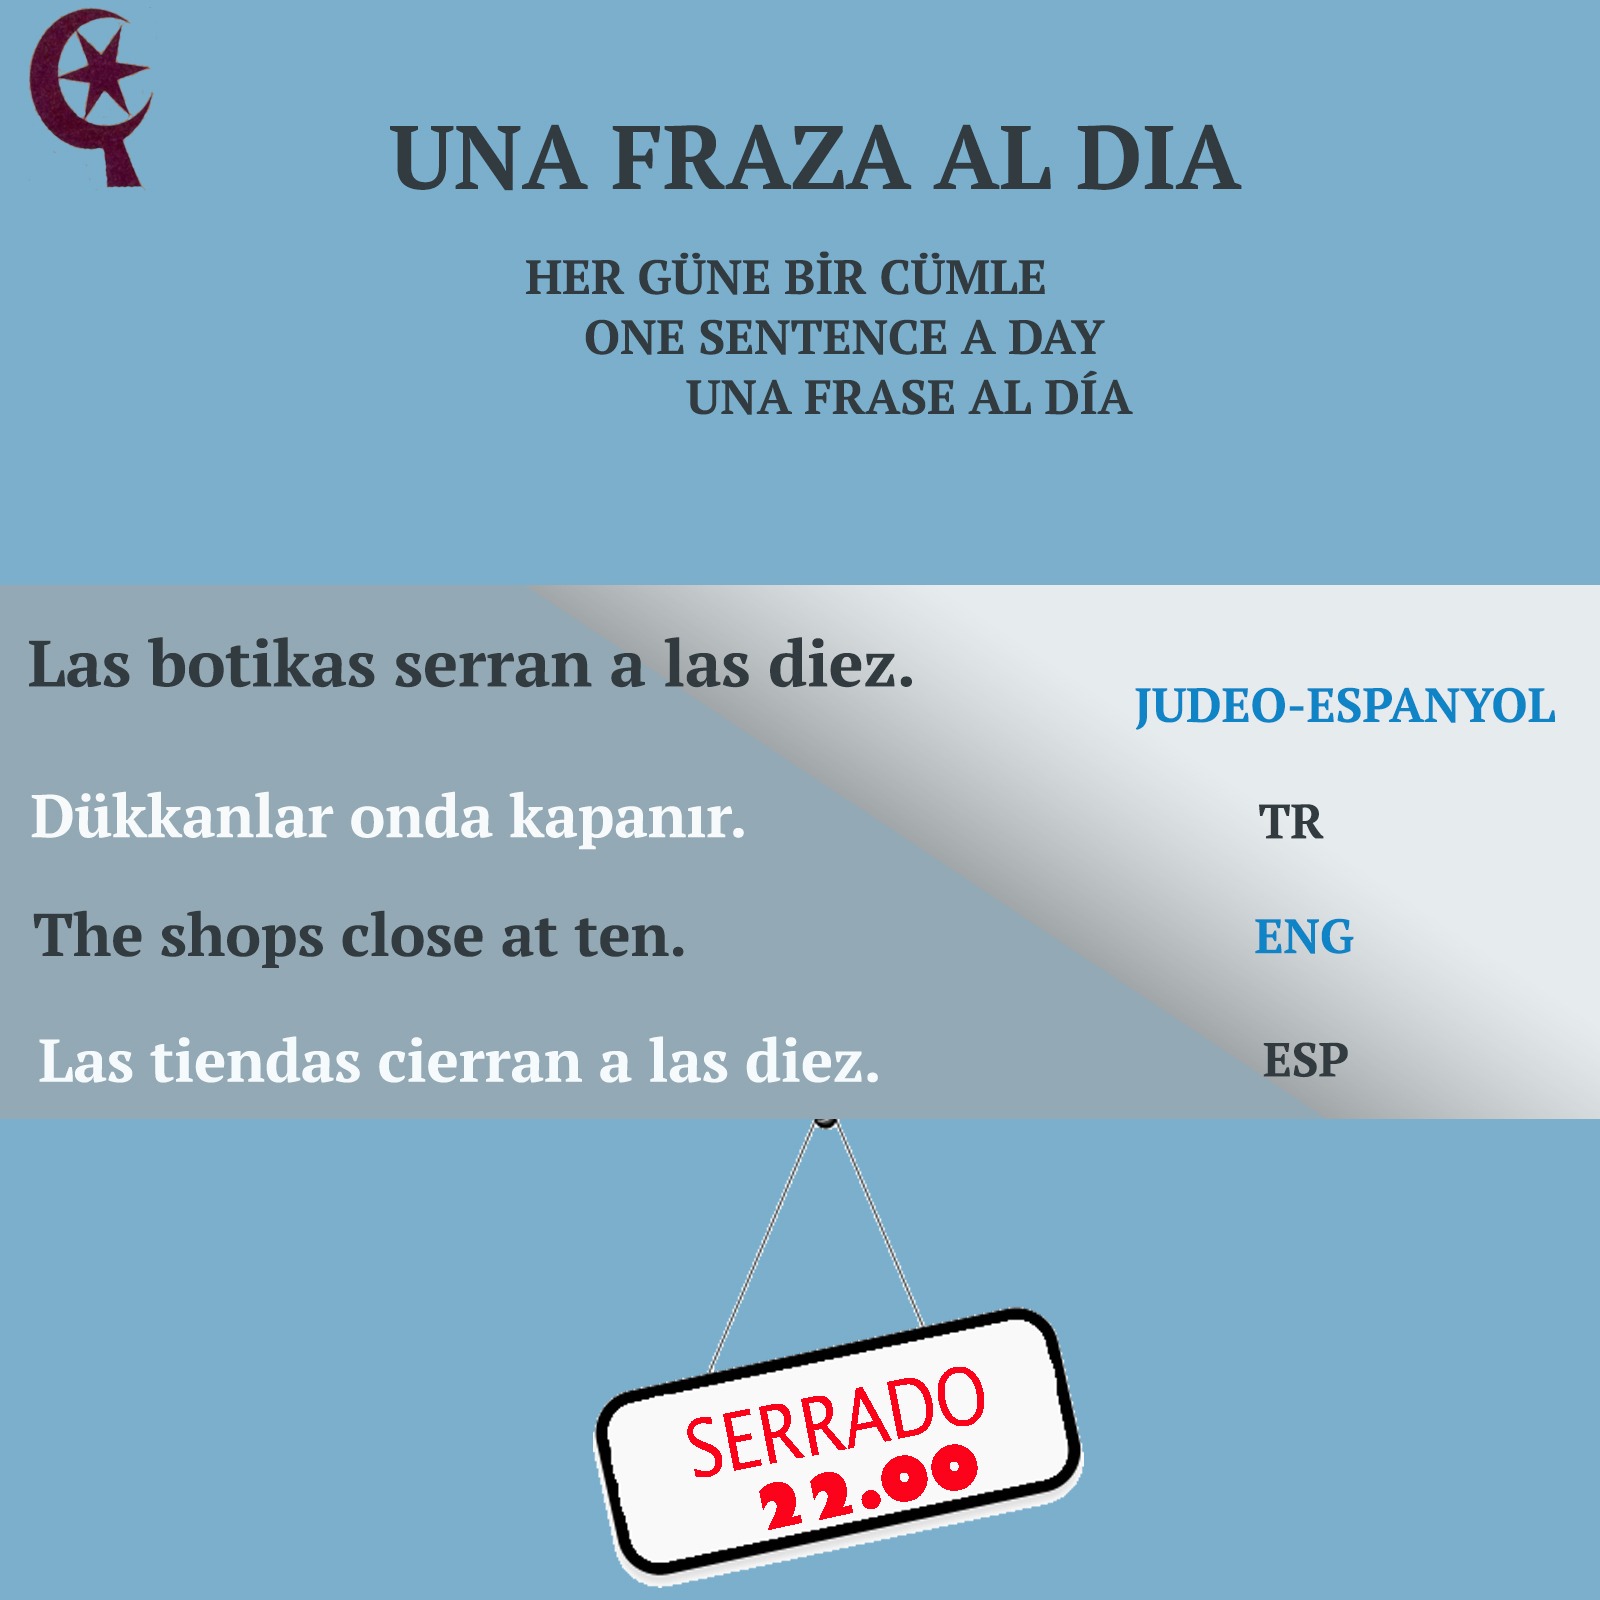 UNA FRAZA AL DIA
HER GÜNE BİR CÜMLE
ONE SENTENCE A DAY
UNA FRASE AL DÍA
Las botikas serran a las diez.
JUDEO-ESPANYOL
Dükkanlar onda kapanır.
TR
The shops close at ten.
ENG
Las tiendas cierran a las diez.
ESP
SERRADO
22.00